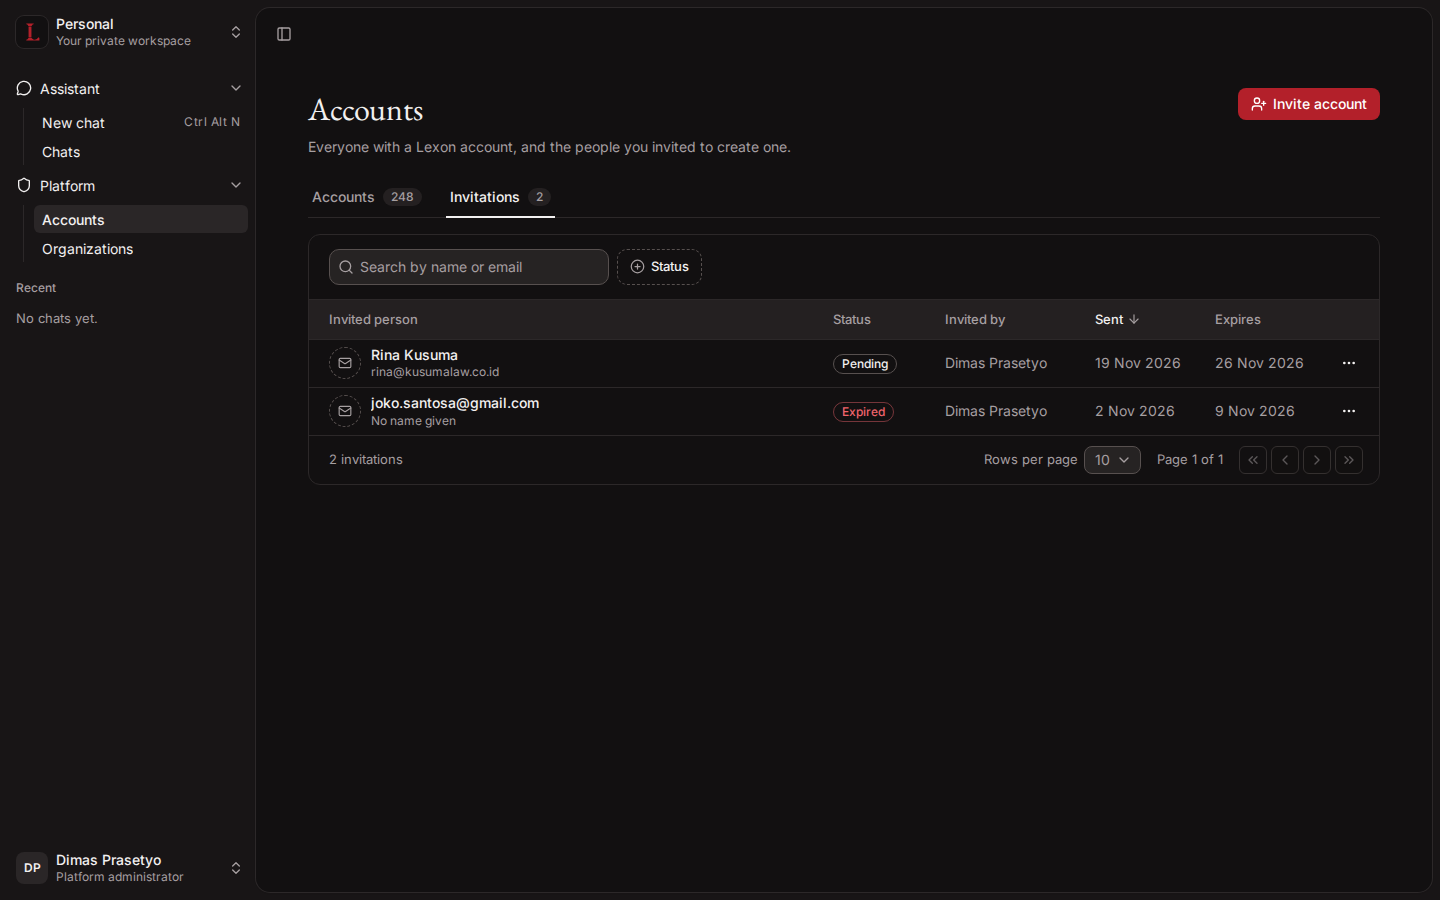 L
Personal
Your private workspace
Assistant
New chat Ctrl Alt N
Chats
Platform
Accounts
Organizations
Recent
No chats yet.
DP
Dimas Prasetyo
Platform administrator
Accounts
Invite account
Everyone with a Lexon account, and the people you invited to create one.
Accounts 248 Invitations 2
Search by name or email Status
Invited person Status Invited by Sent Expires
Rina Kusuma
rina@kusumalaw.co.id
Pending Dimas Prasetyo 19 Nov 2026 26 Nov 2026
joko.santosa@gmail.com
No name given
Expired Dimas Prasetyo 2 Nov 2026 9 Nov 2026
2 invitations Rows per page 10 Page 1 of 1